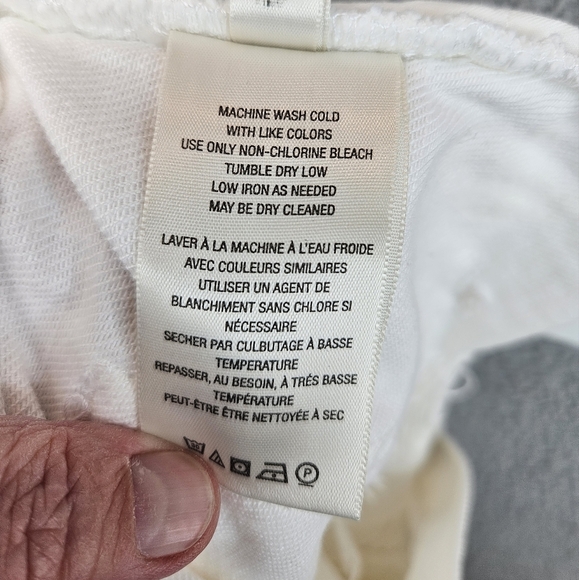 MACHINE WASH COLD
WITH LIKE COLORS
USE ONLY NON-CHLORINE BLEACH
TUMBLE DRY LOW
LOW IRON AS NEEDED
MAY BE DRY CLEANED
LAVER À LA MACHINE À L'EAU FROIDE
AVEC COULEURS SIMILAIRES
UTILISER UN AGENT DE
BLANCHIMENT SANS CHLORE SI
NÉCESSAIRE
SECHER PAR CULBUTAGE À BASSE
TEMPERATURE
REPASSER, AU BESOIN, À TRÉS BASSE
TEMPÉRATURE
PEUT-ÊTRE ÊTRE NETTOYÉE À SEC
P